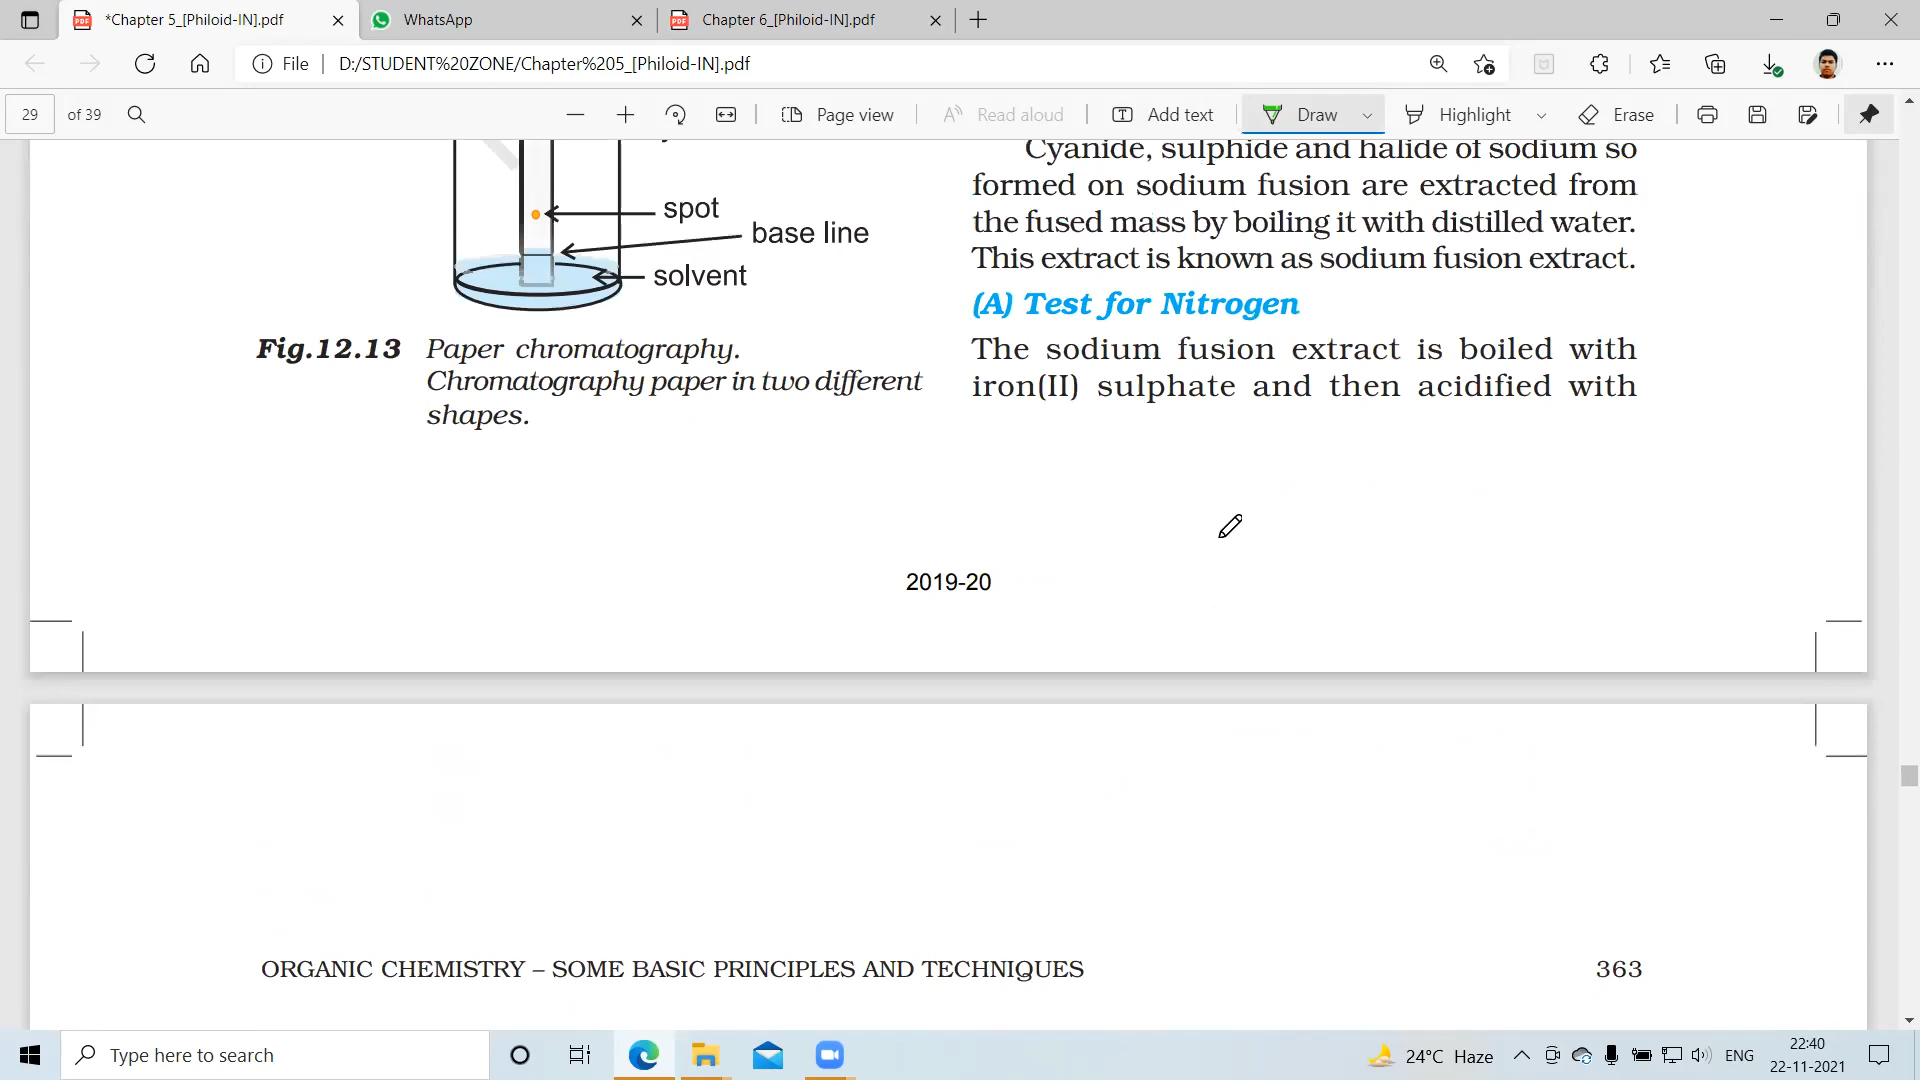 *Chapter 5_[Philoid-IN].pdf
WhatsApp
Chapter 6_[Philoid-IN].pdf
File
D:/STUDENT%20ZONE/Chapter%205_[Philoid-IN].pdf
29 of 39
Page view
Read aloud
Add text
Draw
Highlight
Erase
spot
base line
solvent
Fig.12.13 Paper chromatography.
Chromatography paper in two different
shapes.
Cyanide, sulphide and halide of sodium so
formed on sodium fusion are extracted from
the fused mass by boiling it with distilled water.
This extract is known as sodium fusion extract.
(A) Test for Nitrogen
The sodium fusion extract is boiled with
iron(II) sulphate and then acidified with
2019-20
ORGANIC CHEMISTRY – SOME BASIC PRINCIPLES AND TECHNIQUES 363
Type here to search
24°C Haze
ENG
22:40
22-11-2021